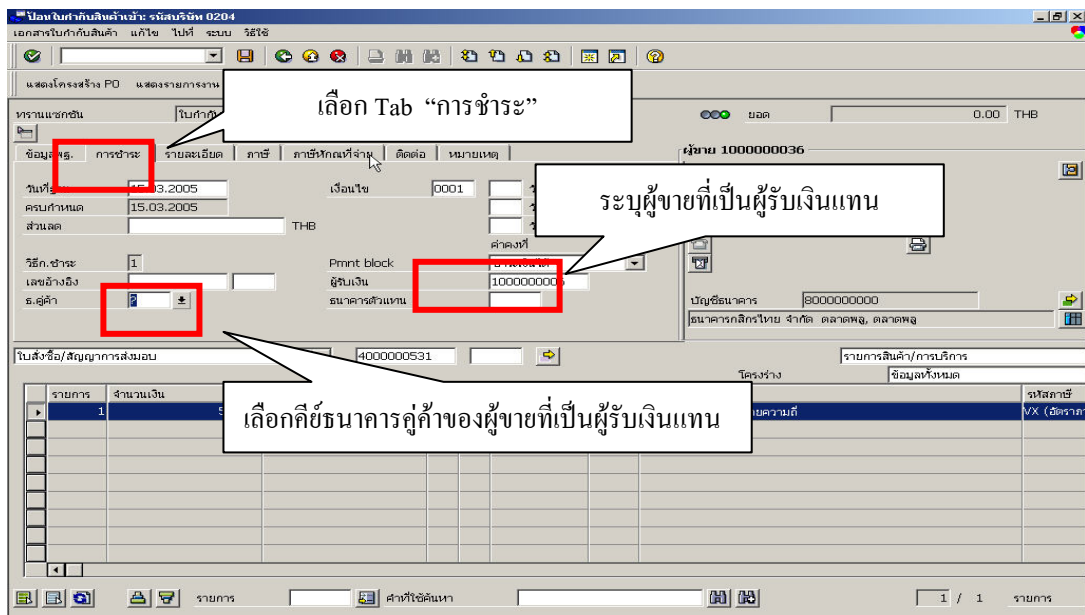 ป้อนใบกำกับสินค้าเข้า: รหัสบริษัท 0204
เอกสารใบกำกับสินค้า แก้ไข ไปที่ ระบบ วิธีใช้
แสดงโครงสร้าง PO แสดงรายการงาน
เลือก Tab “การชำระ”
ทรานแซกชัน
ยอด 0.00 THB
ข้อมูลพฐ. การชำระ รายละเอียด ภาษี ภาษีหักณที่จ่าย ติดต่อ หมายเหตุ
ผู้ขาย 1000000036
15.03.2005 เงื่อนไข 0001
ครบกำหนด 15.03.2005
ระบุผู้ขายที่เป็นผู้รับเงินแทน
ส่วนลด THB
ค่าคงที่
วิธีก.ชำระ 1 Pmnt block
เลขอ้างอิง ผู้รับเงิน 1000000006
ธ.คู่ค้า ? ธนาคารตัวแทน
บัญชีธนาคาร 8000000000
ธนาคารกสิกรไทย จำกัด ตลาดพลู, ตลาดพลู
ใบสั่งซื้อ/สัญญาการส่งมอบ 4000000531
รายการสินค้า/การบริการ
โครงร่าง ข้อมูลทั้งหมด
รายการ จำนวนเงิน รหัสภาษี
1
เลือกคีย์ธนาคารคู่ค้าของผู้ขายที่เป็นผู้รับเงินแทน
รายการ คำที่ใช้ค้นหา 1 / 1 รายการ